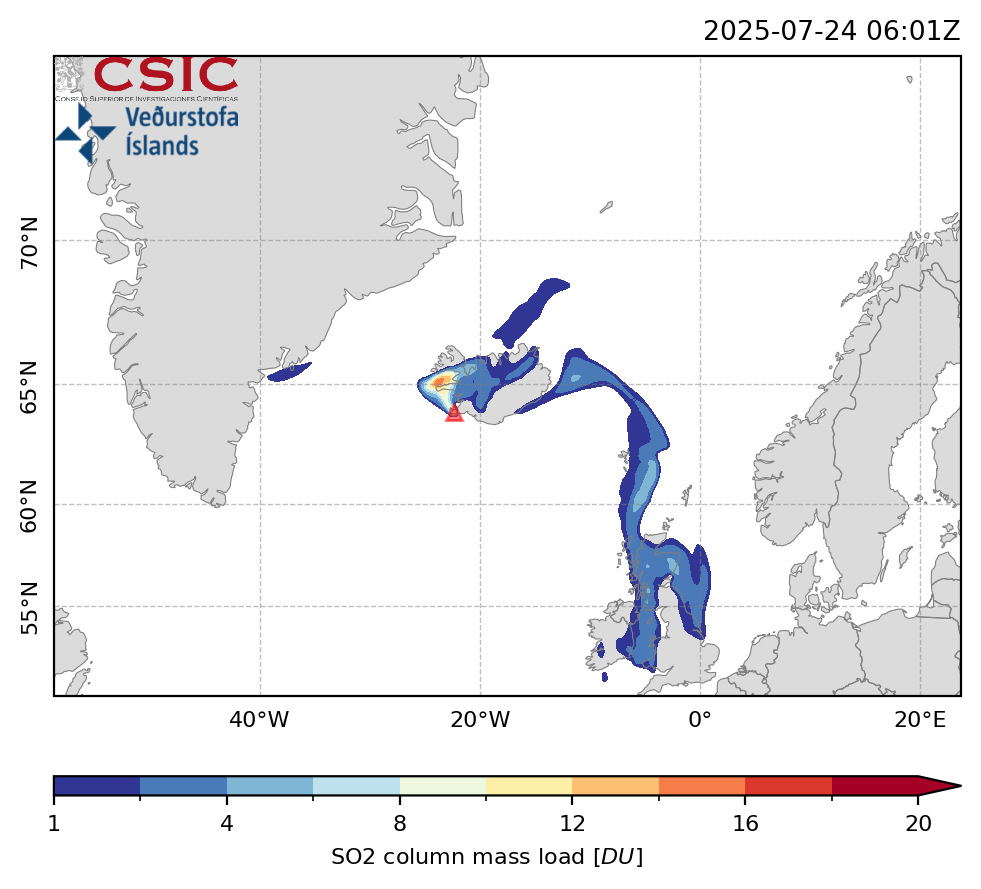 2025-07-24 06:01Z
CSIC
Consejo Superior de Investigaciones Científicas
Veðurstofa
Íslands
70°N
65°N
60°N
55°N
40°W 20°W 0° 20°E
1 4 8 12 16 20
SO2 column mass load [DU]